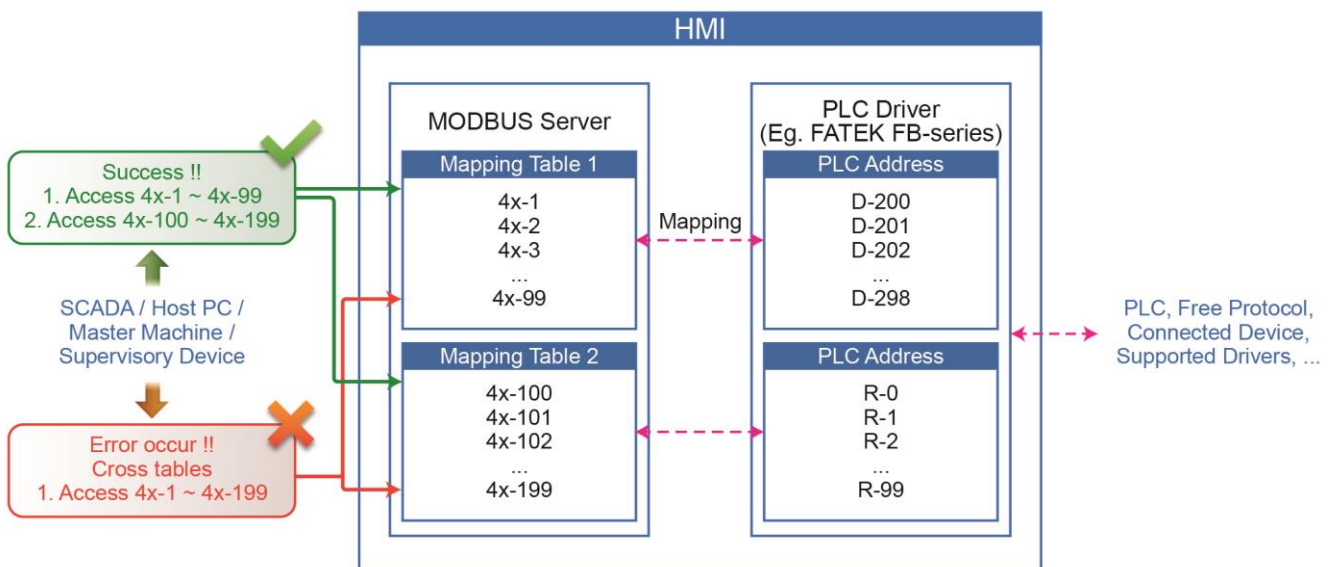 HMI
MODBUS Server
Mapping Table 1
4x-1
4x-2
4x-3
...
4x-99
Mapping Table 2
4x-100
4x-101
4x-102
...
4x-199
Mapping
PLC Driver
(Eg. FATEK FB-series)
PLC Address
D-200
D-201
D-202
...
D-298
PLC Address
R-0
R-1
R-2
...
R-99
Success !!
1. Access 4x-1 ~ 4x-99
2. Access 4x-100 ~ 4x-199
SCADA / Host PC /
Master Machine /
Supervisory Device
Error occur !!
Cross tables
1. Access 4x-1 ~ 4x-199
PLC, Free Protocol,
Connected Device,
Supported Drivers, ...